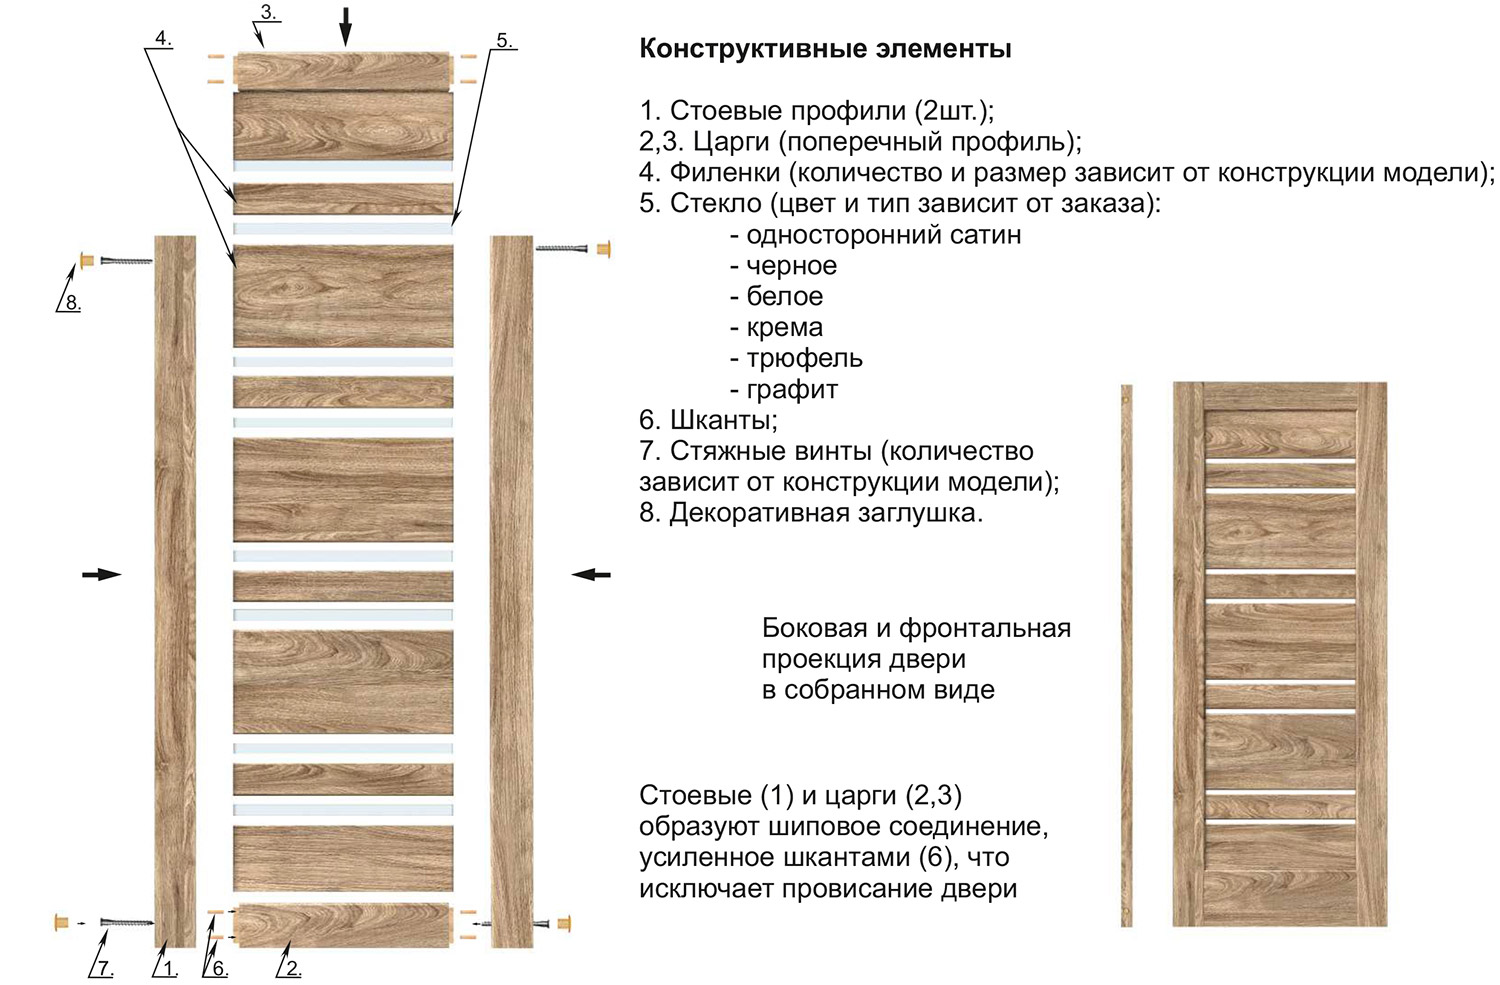 3.
4.
5.
8.
7.
1.
6.
2.
Конструктивные элементы
1. Стоевые профили (2шт.);
2,3. Царги (поперечный профиль);
4. Филенки (количество и размер зависит от конструкции модели);
5. Стекло (цвет и тип зависит от заказа):
- односторонний сатин
- черное
- белое
- крема
- трюфель
- графит
6. Шканты;
7. Стяжные винты (количество
зависит от конструкции модели);
8. Декоративная заглушка.
Боковая и фронтальная
проекция двери
в собранном виде
Стоевые (1) и царги (2,3)
образуют шиповое соединение,
усиленное шкантами (6), что
исключает провисание двери